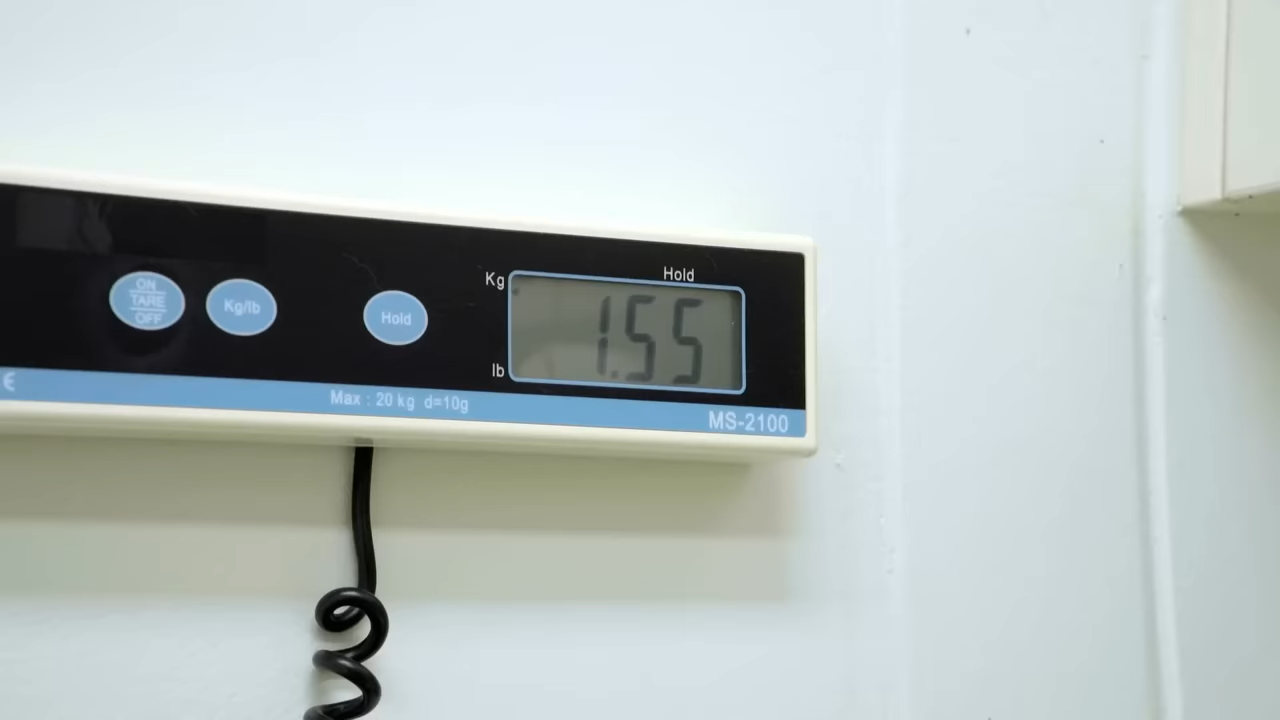 Hold
Kg
ON
TARE
OFF
Kg/lb
Hold
1.55
lb
Max : 20 kg d=10g
MS-2100